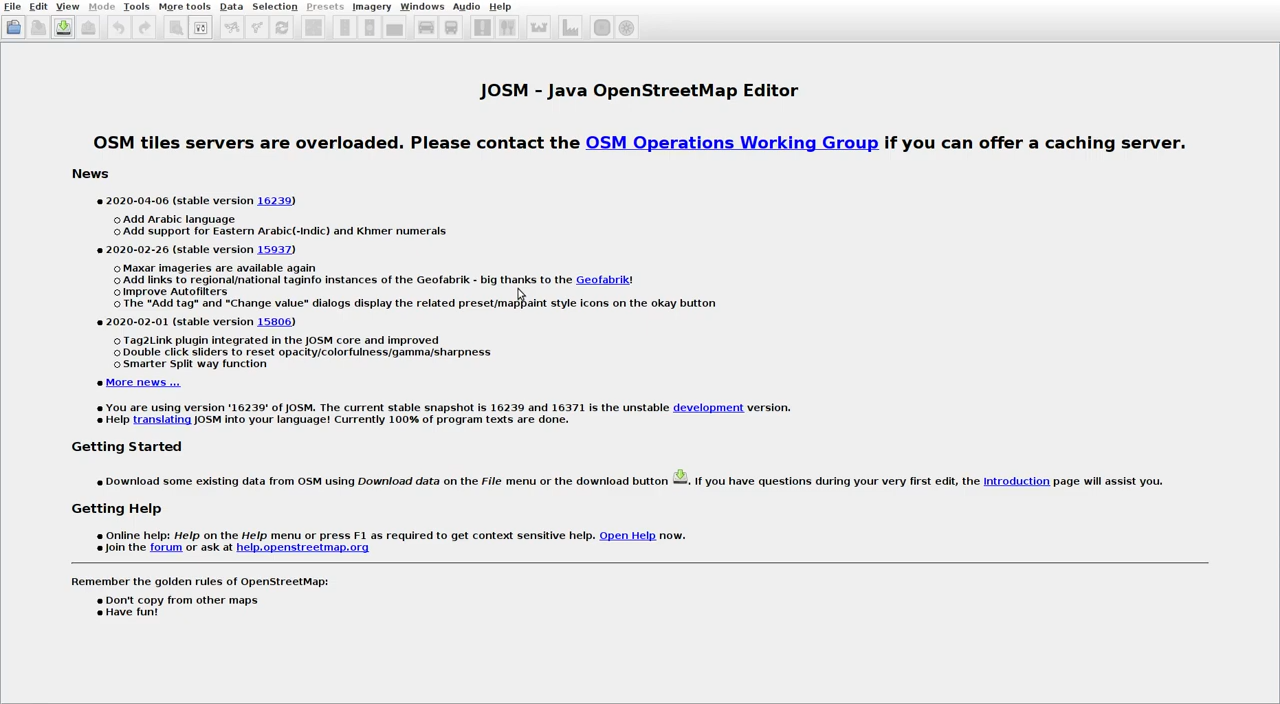 File Edit View Mode Tools More tools Data Selection Presets Imagery Windows Audio Help
JOSM – Java OpenStreetMap Editor
OSM tiles servers are overloaded. Please contact the OSM Operations Working Group if you can offer a caching server.
News
2020-04-06 (stable version 16239)
Add Arabic language
Add support for Eastern Arabic(-Indic) and Khmer numerals
2020-02-26 (stable version 15937)
Maxar imageries are available again
Add links to regional/national taginfo instances of the Geofabrik - big thanks to the Geofabrik!
Improve Autofilters
The "Add tag" and "Change value" dialogs display the related preset/mappaint style icons on the okay button
2020-02-01 (stable version 15806)
Tag2Link plugin integrated in the JOSM core and improved
Double click sliders to reset opacity/colorfulness/gamma/sharpness
Smarter Split way function
More news ...
You are using version '16239' of JOSM. The current stable snapshot is 16239 and 16371 is the unstable development version.
Help translating JOSM into your language! Currently 100% of program texts are done.
Getting Started
Download some existing data from OSM using Download data on the File menu or the download button . If you have questions during your very first edit, the Introduction page will assist you.
Getting Help
Online help: Help on the Help menu or press F1 as required to get context sensitive help. Open Help now.
Join the forum or ask at help.openstreetmap.org
Remember the golden rules of OpenStreetMap:
Don't copy from other maps
Have fun!